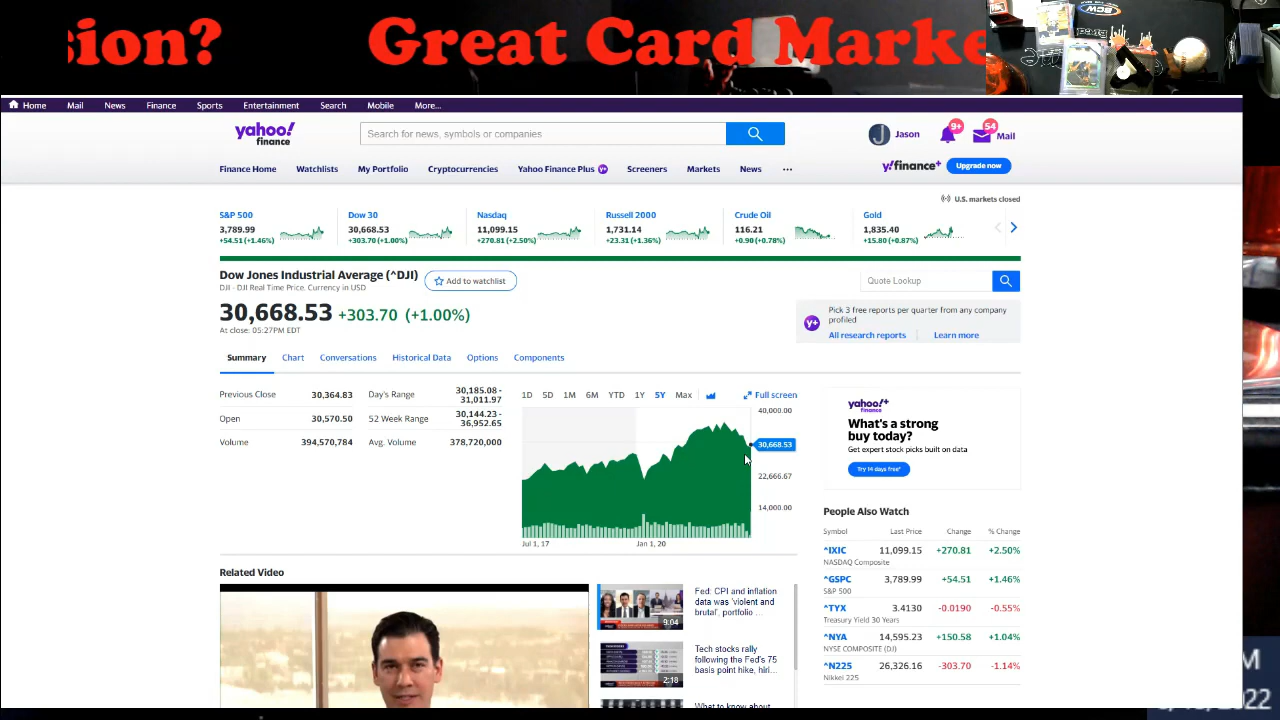 sion? Great Card Marke
BCW
Home Mail News Finance Sports Entertainment Search Mobile More...
yahoo!
finance
Search for news, symbols or companies
J Jason 9+ 54 Mail
Finance Home Watchlists My Portfolio Cryptocurrencies Yahoo Finance Plus Y+ Screeners Markets News ...
y!finance+ Upgrade now
U.S. markets closed
S&P 500 Dow 30 Nasdaq Russell 2000 Crude Oil Gold
3,789.99 30,668.53 11,099.15 1,731.14 116.21 1,835.40
+54.51 (+1.46%) +303.70 (+1.00%) +270.81 (+2.50%) +23.31 (+1.36%) +0.90 (+0.78%) +15.80 (+0.87%)
Dow Jones Industrial Average (^DJI) Add to watchlist
DJI - DJI Real Time Price. Currency in USD
Quote Lookup
30,668.53 +303.70 (+1.00%)
At close: 05:27PM EDT
y+ Pick 3 free reports per quarter from any company
profiled
All research reports Learn more
Summary Chart Conversations Historical Data Options Components
Previous Close 30,364.83
Open 30,570.50
Volume 394,570,784
Day's Range 30,185.08 -
31,011.97
52 Week Range 30,144.23 -
36,952.65
Avg. Volume 378,720,000
1D 5D 1M 6M YTD 1Y 5Y Max Full screen
40,000.00
30,668.53
22,666.67
14,000.00
Jul 1, 17 Jan 1, 20
yahoo!+
finance
What's a strong
buy today?
Get expert stock picks built on data
Try 14 days free*
People Also Watch
Symbol Last Price Change % Change
^IXIC 11,099.15 +270.81 +2.50%
NASDAQ Composite
^GSPC 3,789.99 +54.51 +1.46%
S&P 500
^TYX 3.4130 -0.0190 -0.55%
Treasury Yield 30 Years
^NYA 14,595.23 +150.58 +1.04%
NYSE COMPOSITE (DJ)
^N225 26,326.16 -303.70 -1.14%
Nikkei 225
Related Video
Fed: CPI and inflation
data was 'violent and
brutal', portfolio ...
9:04
Tech stocks rally
following the Fed's 75
basis point hike, hiri...
2:18
What to know about
M
2022